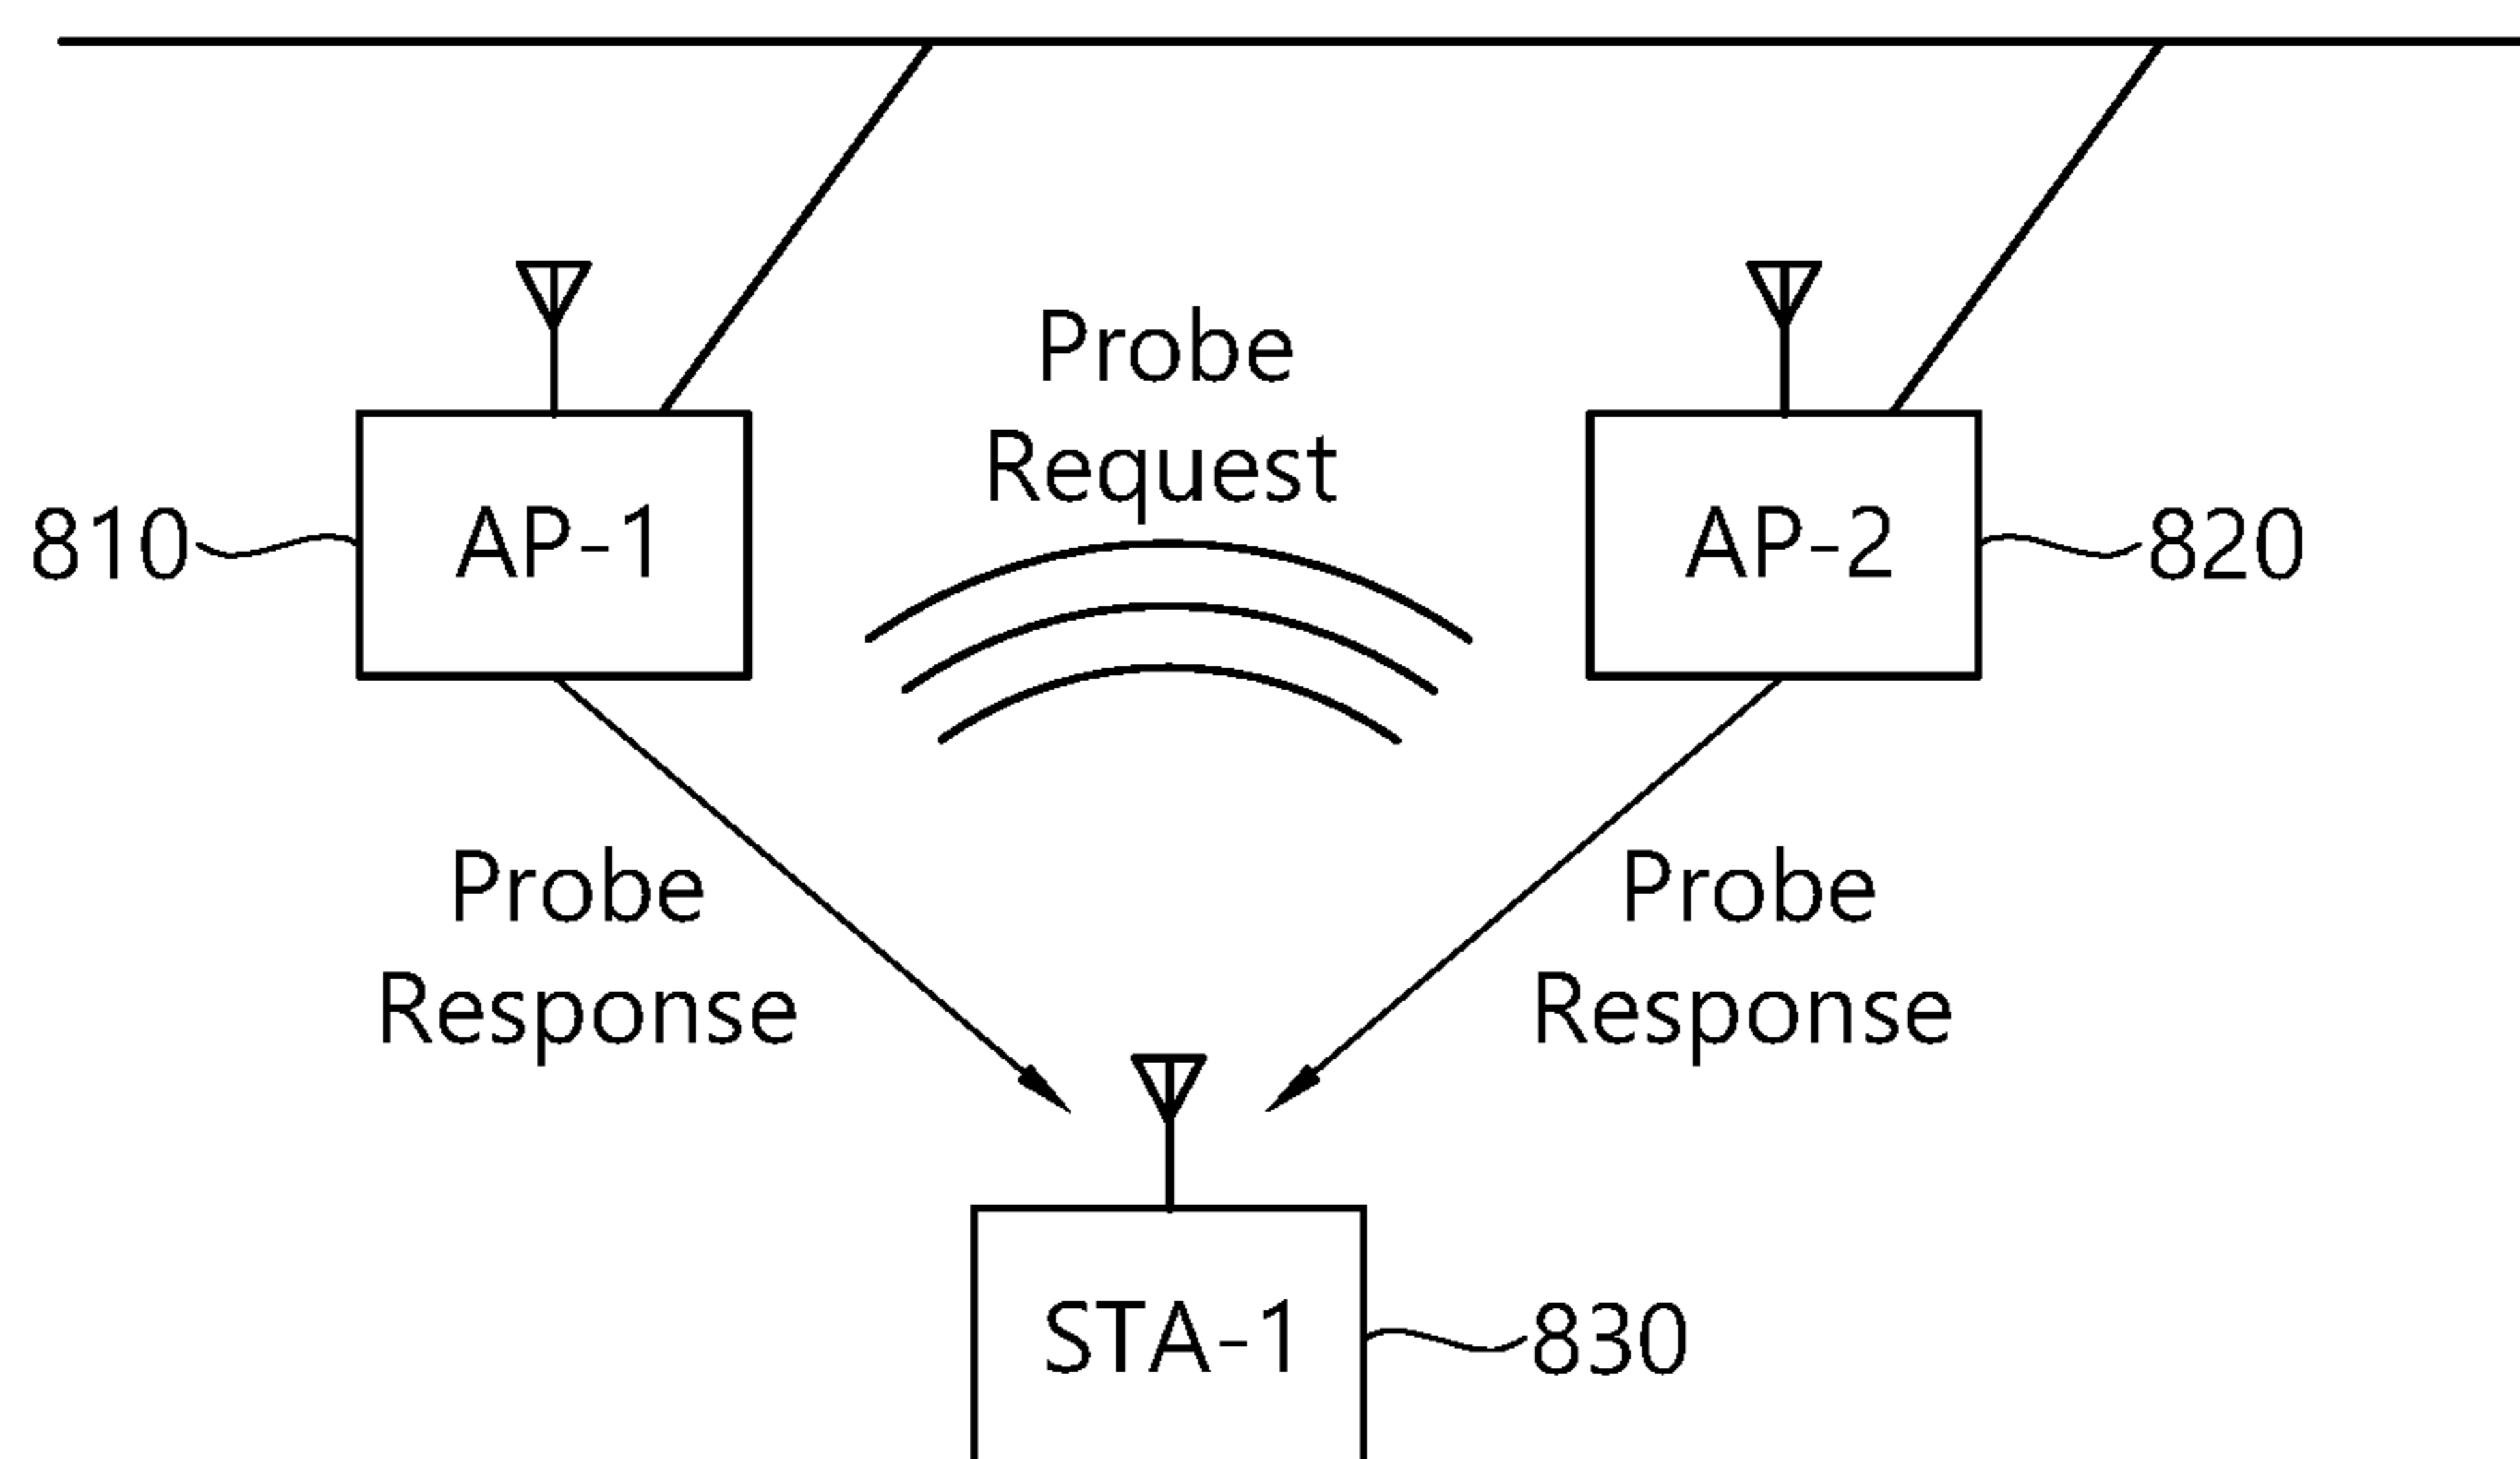 Probe
Request
810
AP-1
AP-2
820
Probe
Response
Probe
Response
STA-1
830